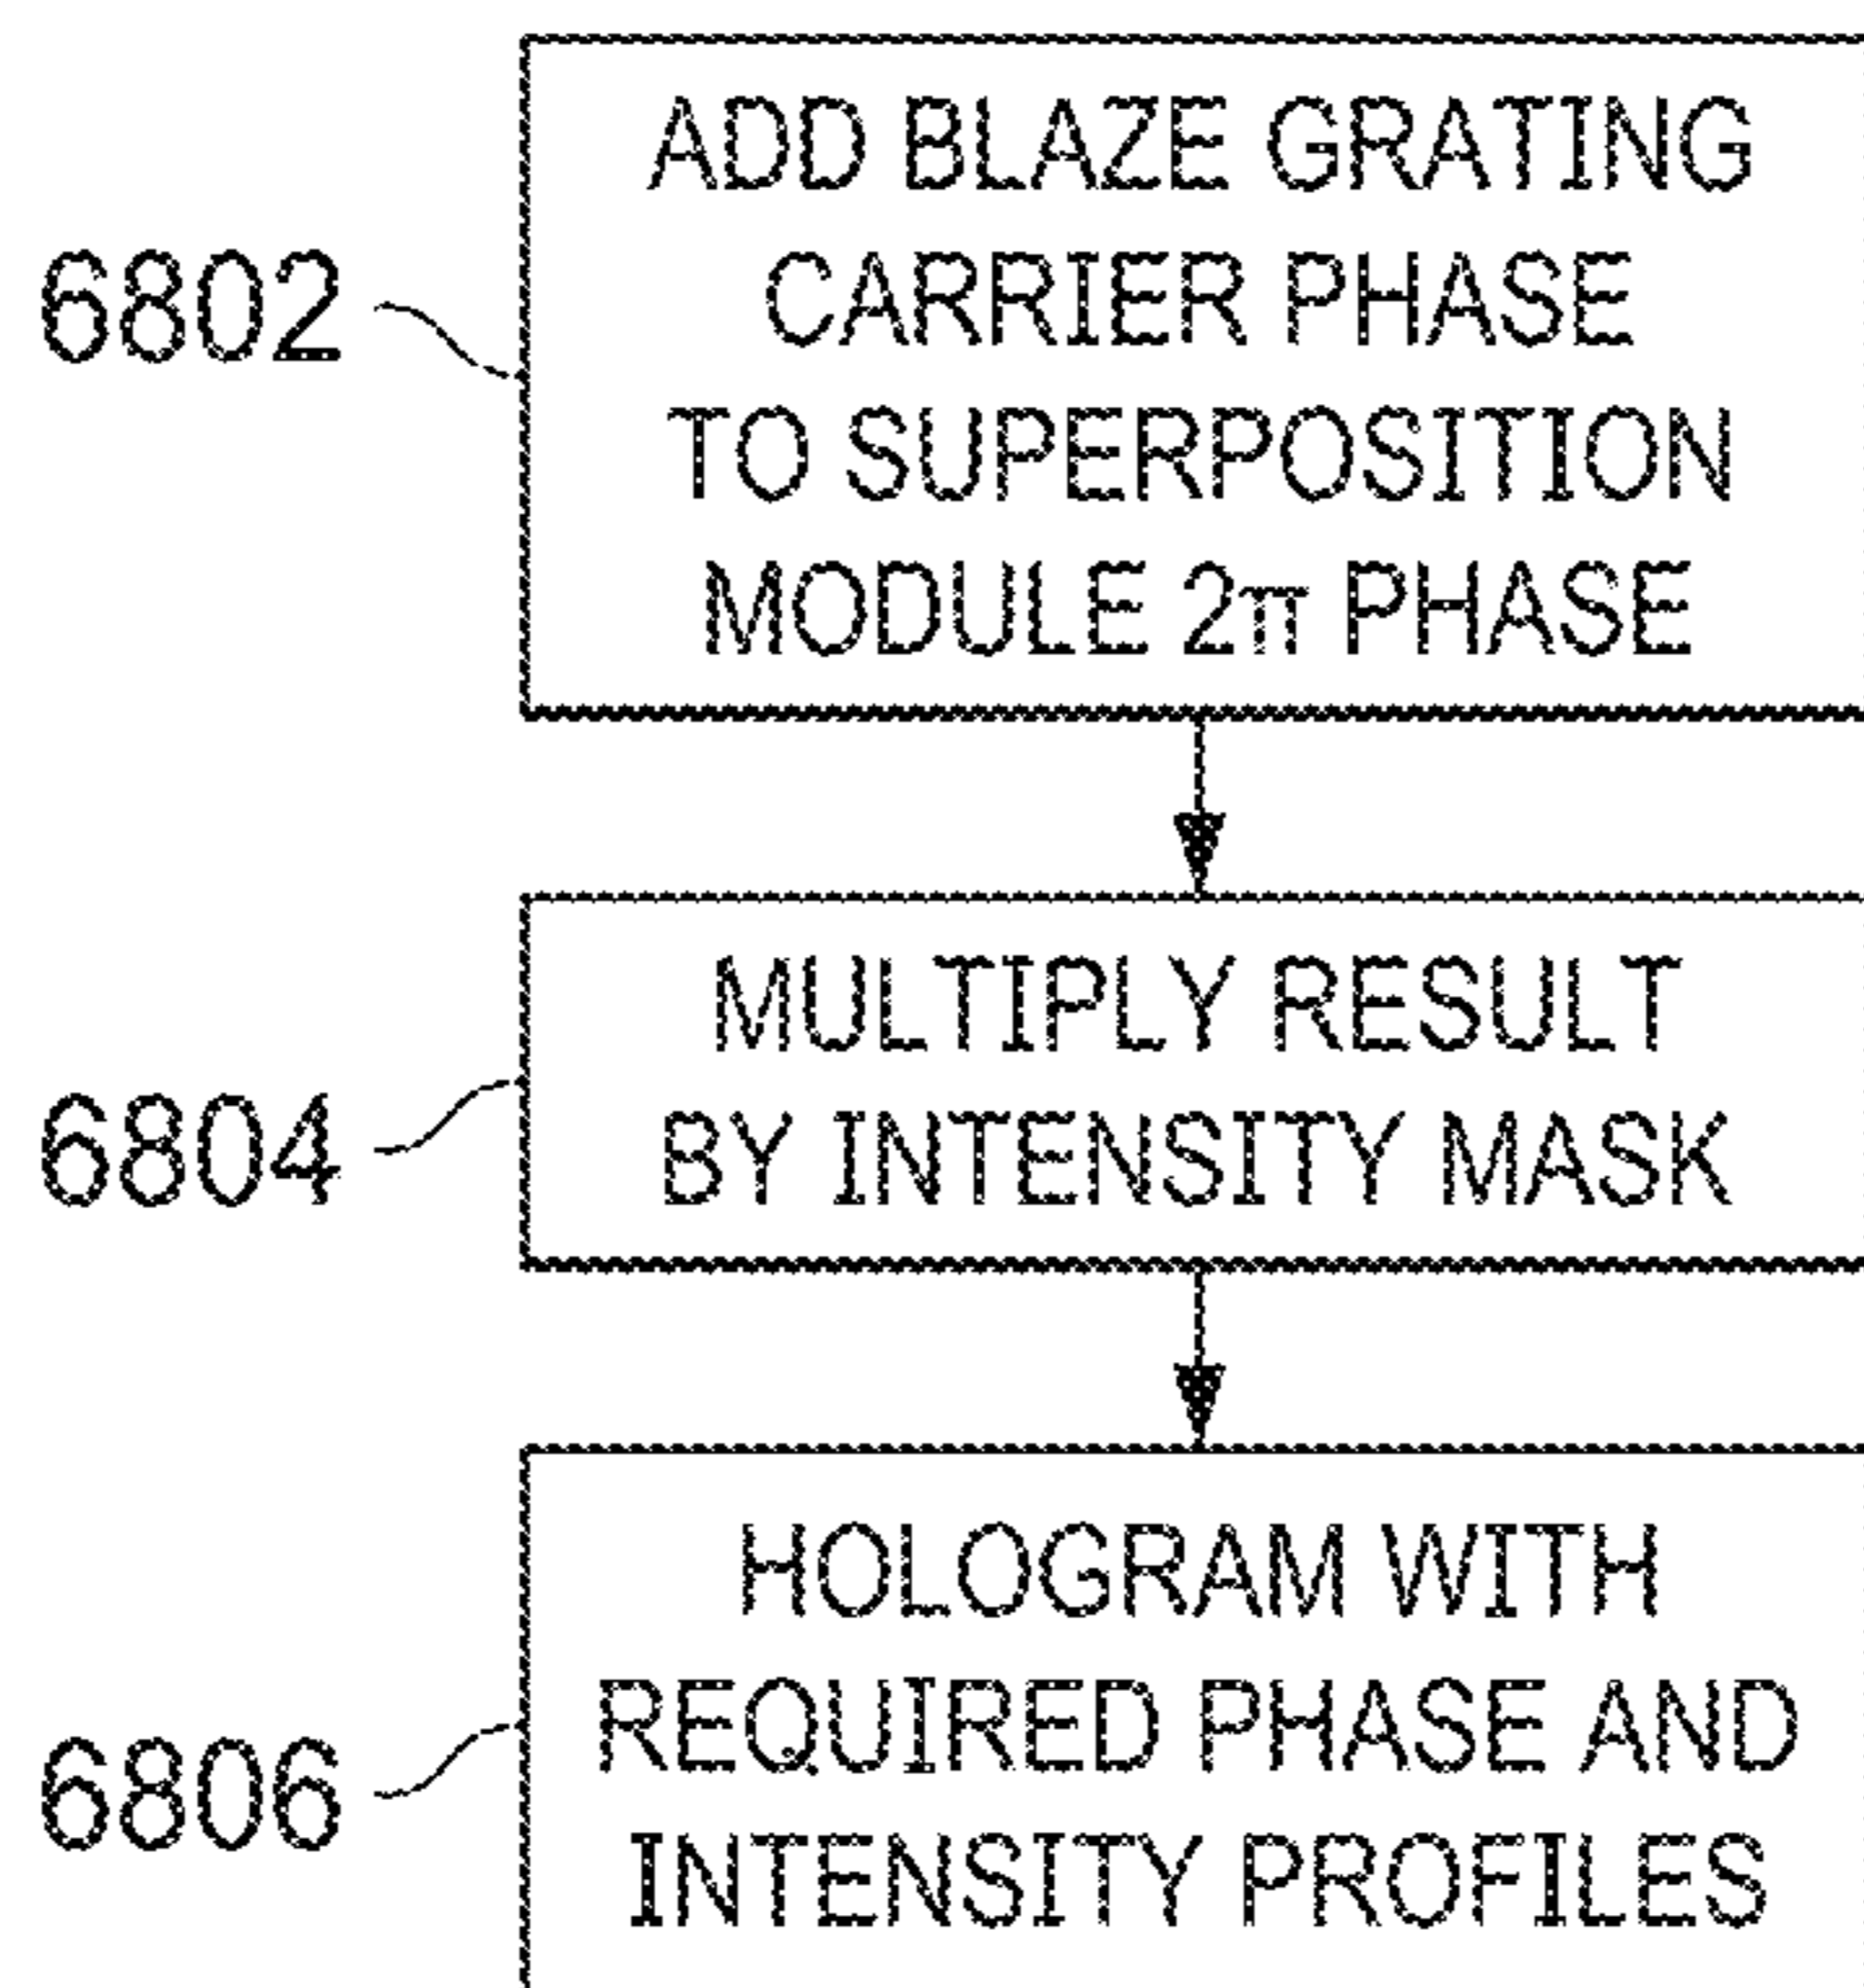 6802
ADD BLAZE GRATING
CARRIER PHASE
TO SUPERPOSITION
MODULE 2π PHASE
6804
MULTIPLY RESULT
BY INTENSITY MASK
6806
HOLOGRAM WITH
REQUIRED PHASE AND
INTENSITY PROFILES